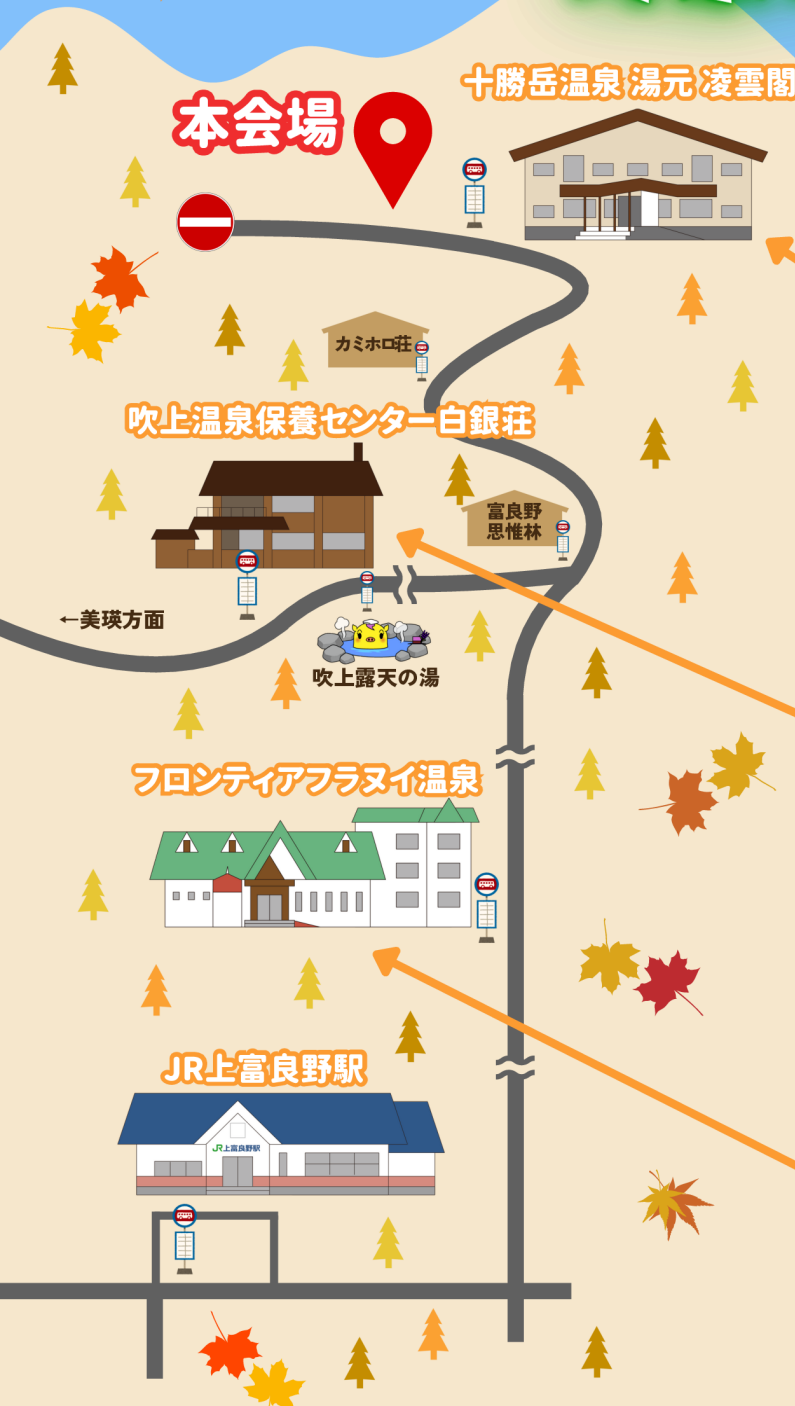 十勝岳温泉 湯元 凌雲閣
本会場
カミホロ荘
吹上温泉保養センター白銀荘
富良野
思惟林
←美瑛方面
吹上露天の湯
フロンティアフラヌイ温泉
JR上富良野駅
JR上富良野駅